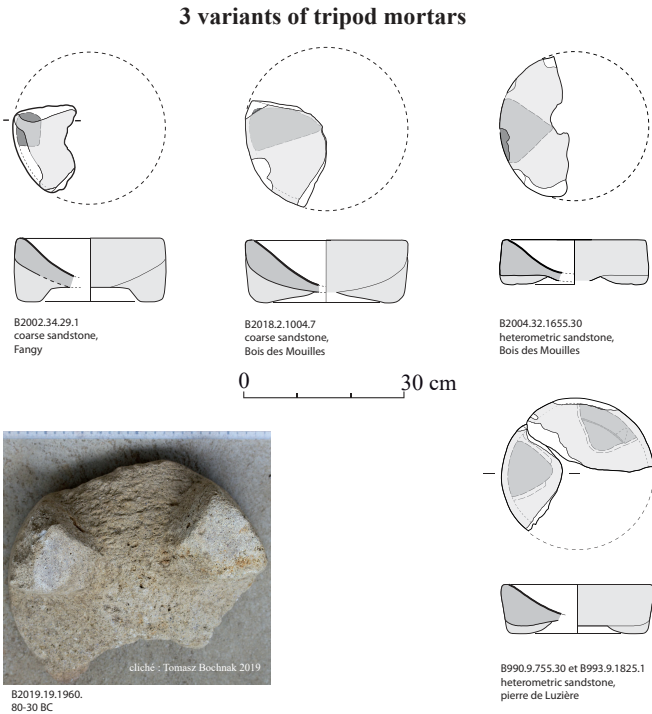 3 variants of tripod mortars
B2002.34.29.1
coarse sandstone,
Fangy
B2018.2.1004.7
coarse sandstone,
Bois des Mouilles
B2004.32.1655.30
heterometric sandstone,
Bois des Mouilles
0 30 cm
cliché : Tomasz Bochnak 2019
B2019.19.1960.
80-30 BC
B990.9.755.30 et B993.9.1825.1
heterometric sandstone,
pierre de Luzière